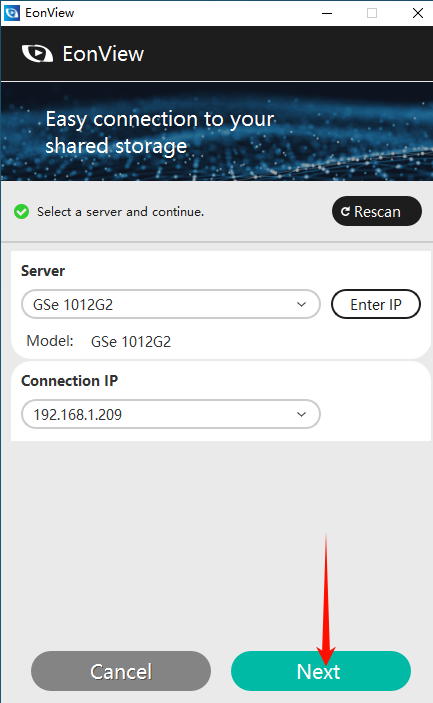 EonView
EonView
Easy connection to your
shared storage
Select a server and continue.
Rescan
Server
GSe 1012G2
Enter IP
Model: GSe 1012G2
Connection IP
192.168.1.209
Cancel
Next